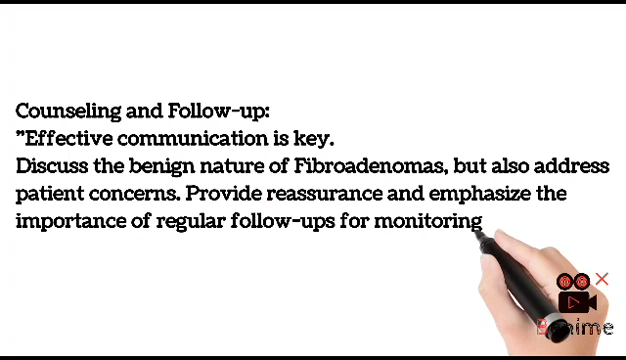 Counseling and Follow-up:
"Effective communication is key.
Discuss the benign nature of Fibroadenomas, but also address
patient concerns. Provide reassurance and emphasize the
importance of regular follow-ups for monitoring
Benime